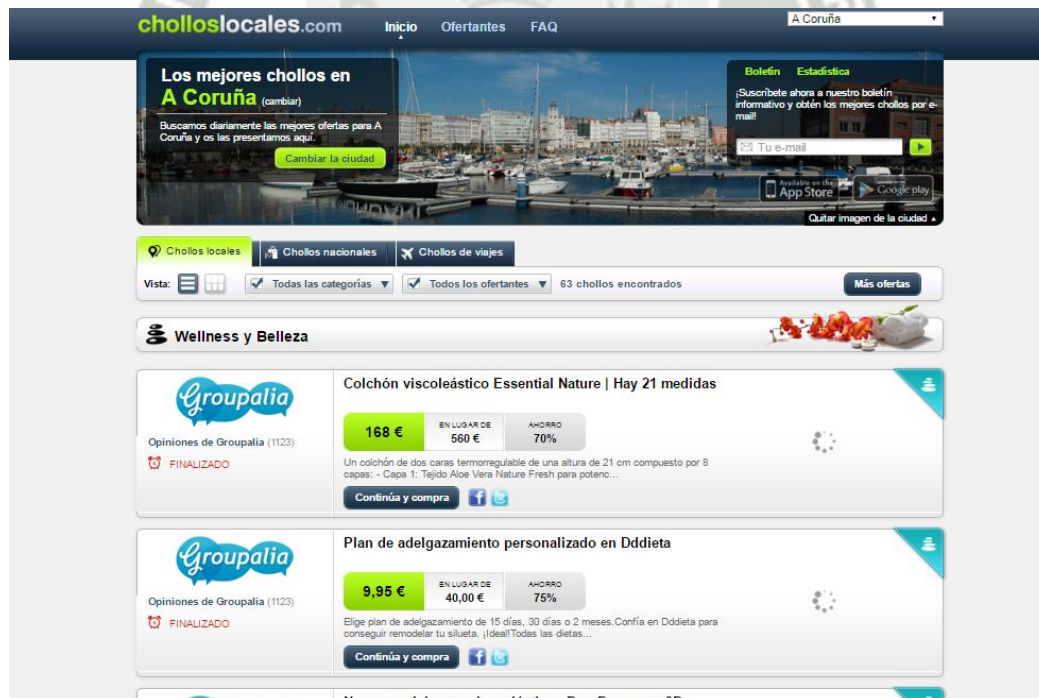 cholloslocales.com
Inicio
Ofertantes
FAQ
A Coruña
Los mejores chollos en
A Coruña (cambiar)
Buscamos diariamente las mejores ofertas para A
Coruña y os las presentamos aquí.
Cambiar la ciudad
Boletín Estadística
¡Suscríbete ahora a nuestro boletín
informativo y obtén los mejores chollos por e-
mail!
Tu e-mail
Available on the
App Store
Google play
Quitar imagen de la ciudad
Chollos locales
Chollos nacionales
Chollos de viajes
Vista:
Todas las categorías
Todos los ofertantes
63 chollos encontrados
Más ofertas
Wellness y Belleza
Groupalia
Opiniones de Groupalia (1123)
FINALIZADO
Colchón viscoleástico Essential Nature | Hay 21 medidas
168 €
EN LUGAR DE
560 €
AHORRO
70%
Un colchón de dos caras termorregulable de una altura de 21 cm compuesto por 8
capas: - Capa 1: Tejido Aloe Vera Nature Fresh para potenc...
Continúa y compra
Groupalia
Opiniones de Groupalia (1123)
FINALIZADO
Plan de adelgazamiento personalizado en Dddieta
9,95 €
EN LUGAR DE
40,00 €
AHORRO
75%
Elige plan de adelgazamiento de 15 días, 30 días o 2 meses.Confía en Dddieta para
conseguir remodelar tu silueta. ¡Ideal!Todas las dietas...
Continúa y compra